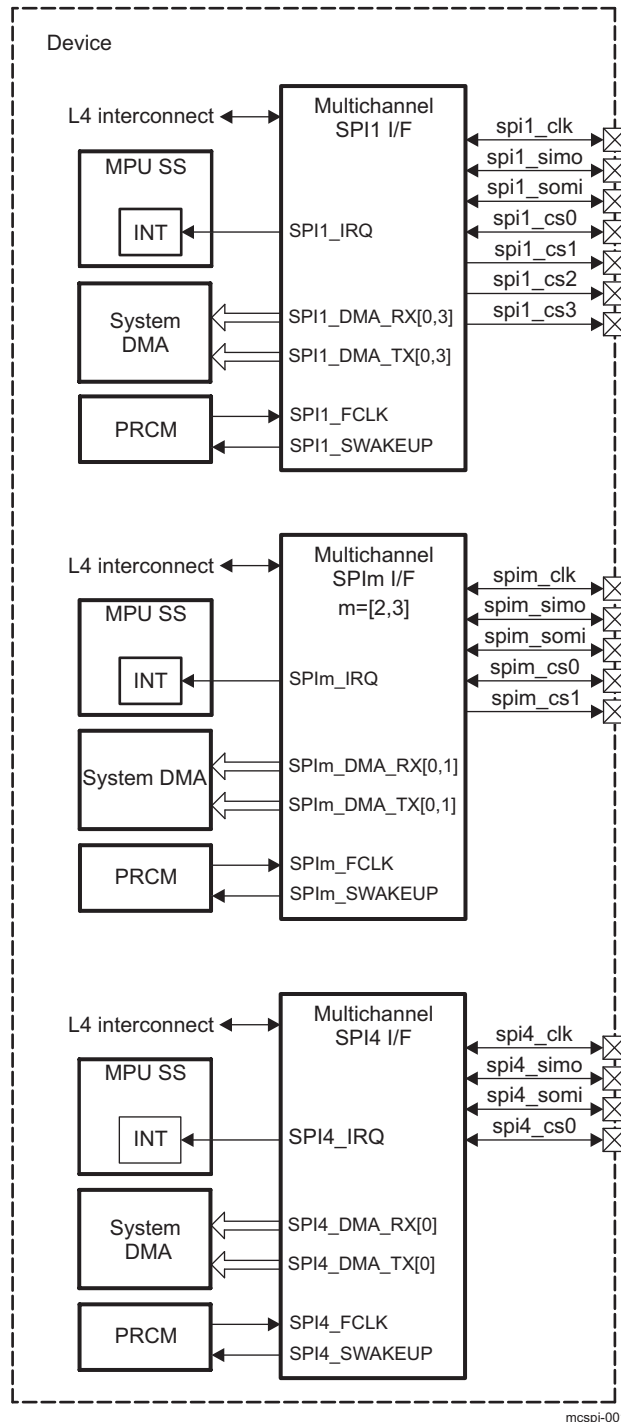 Device
L4 interconnect
Multichannel
SPI1 I/F
MPU SS
INT
SPI1_IRQ
System
DMA
SPI1_DMA_RX[0,3]
SPI1_DMA_TX[0,3]
PRCM
SPI1_FCLK
SPI1_SWAKEUP
spi1_clk
spi1_simo
spi1_somi
spi1_cs0
spi1_cs1
spi1_cs2
spi1_cs3
L4 interconnect
Multichannel
SPIm I/F
m=[2,3]
MPU SS
INT
SPIm_IRQ
System DMA
SPIm_DMA_RX[0,1]
SPIm_DMA_TX[0,1]
PRCM
SPIm_FCLK
SPIm_SWAKEUP
spim_clk
spim_simo
spim_somi
spim_cs0
spim_cs1
L4 interconnect
Multichannel
SPI4 I/F
MPU SS
INT
SPI4_IRQ
System
DMA
SPI4_DMA_RX[0]
SPI4_DMA_TX[0]
PRCM
SPI4_FCLK
SPI4_SWAKEUP
spi4_clk
spi4_simo
spi4_somi
spi4_cs0
mcspi-00